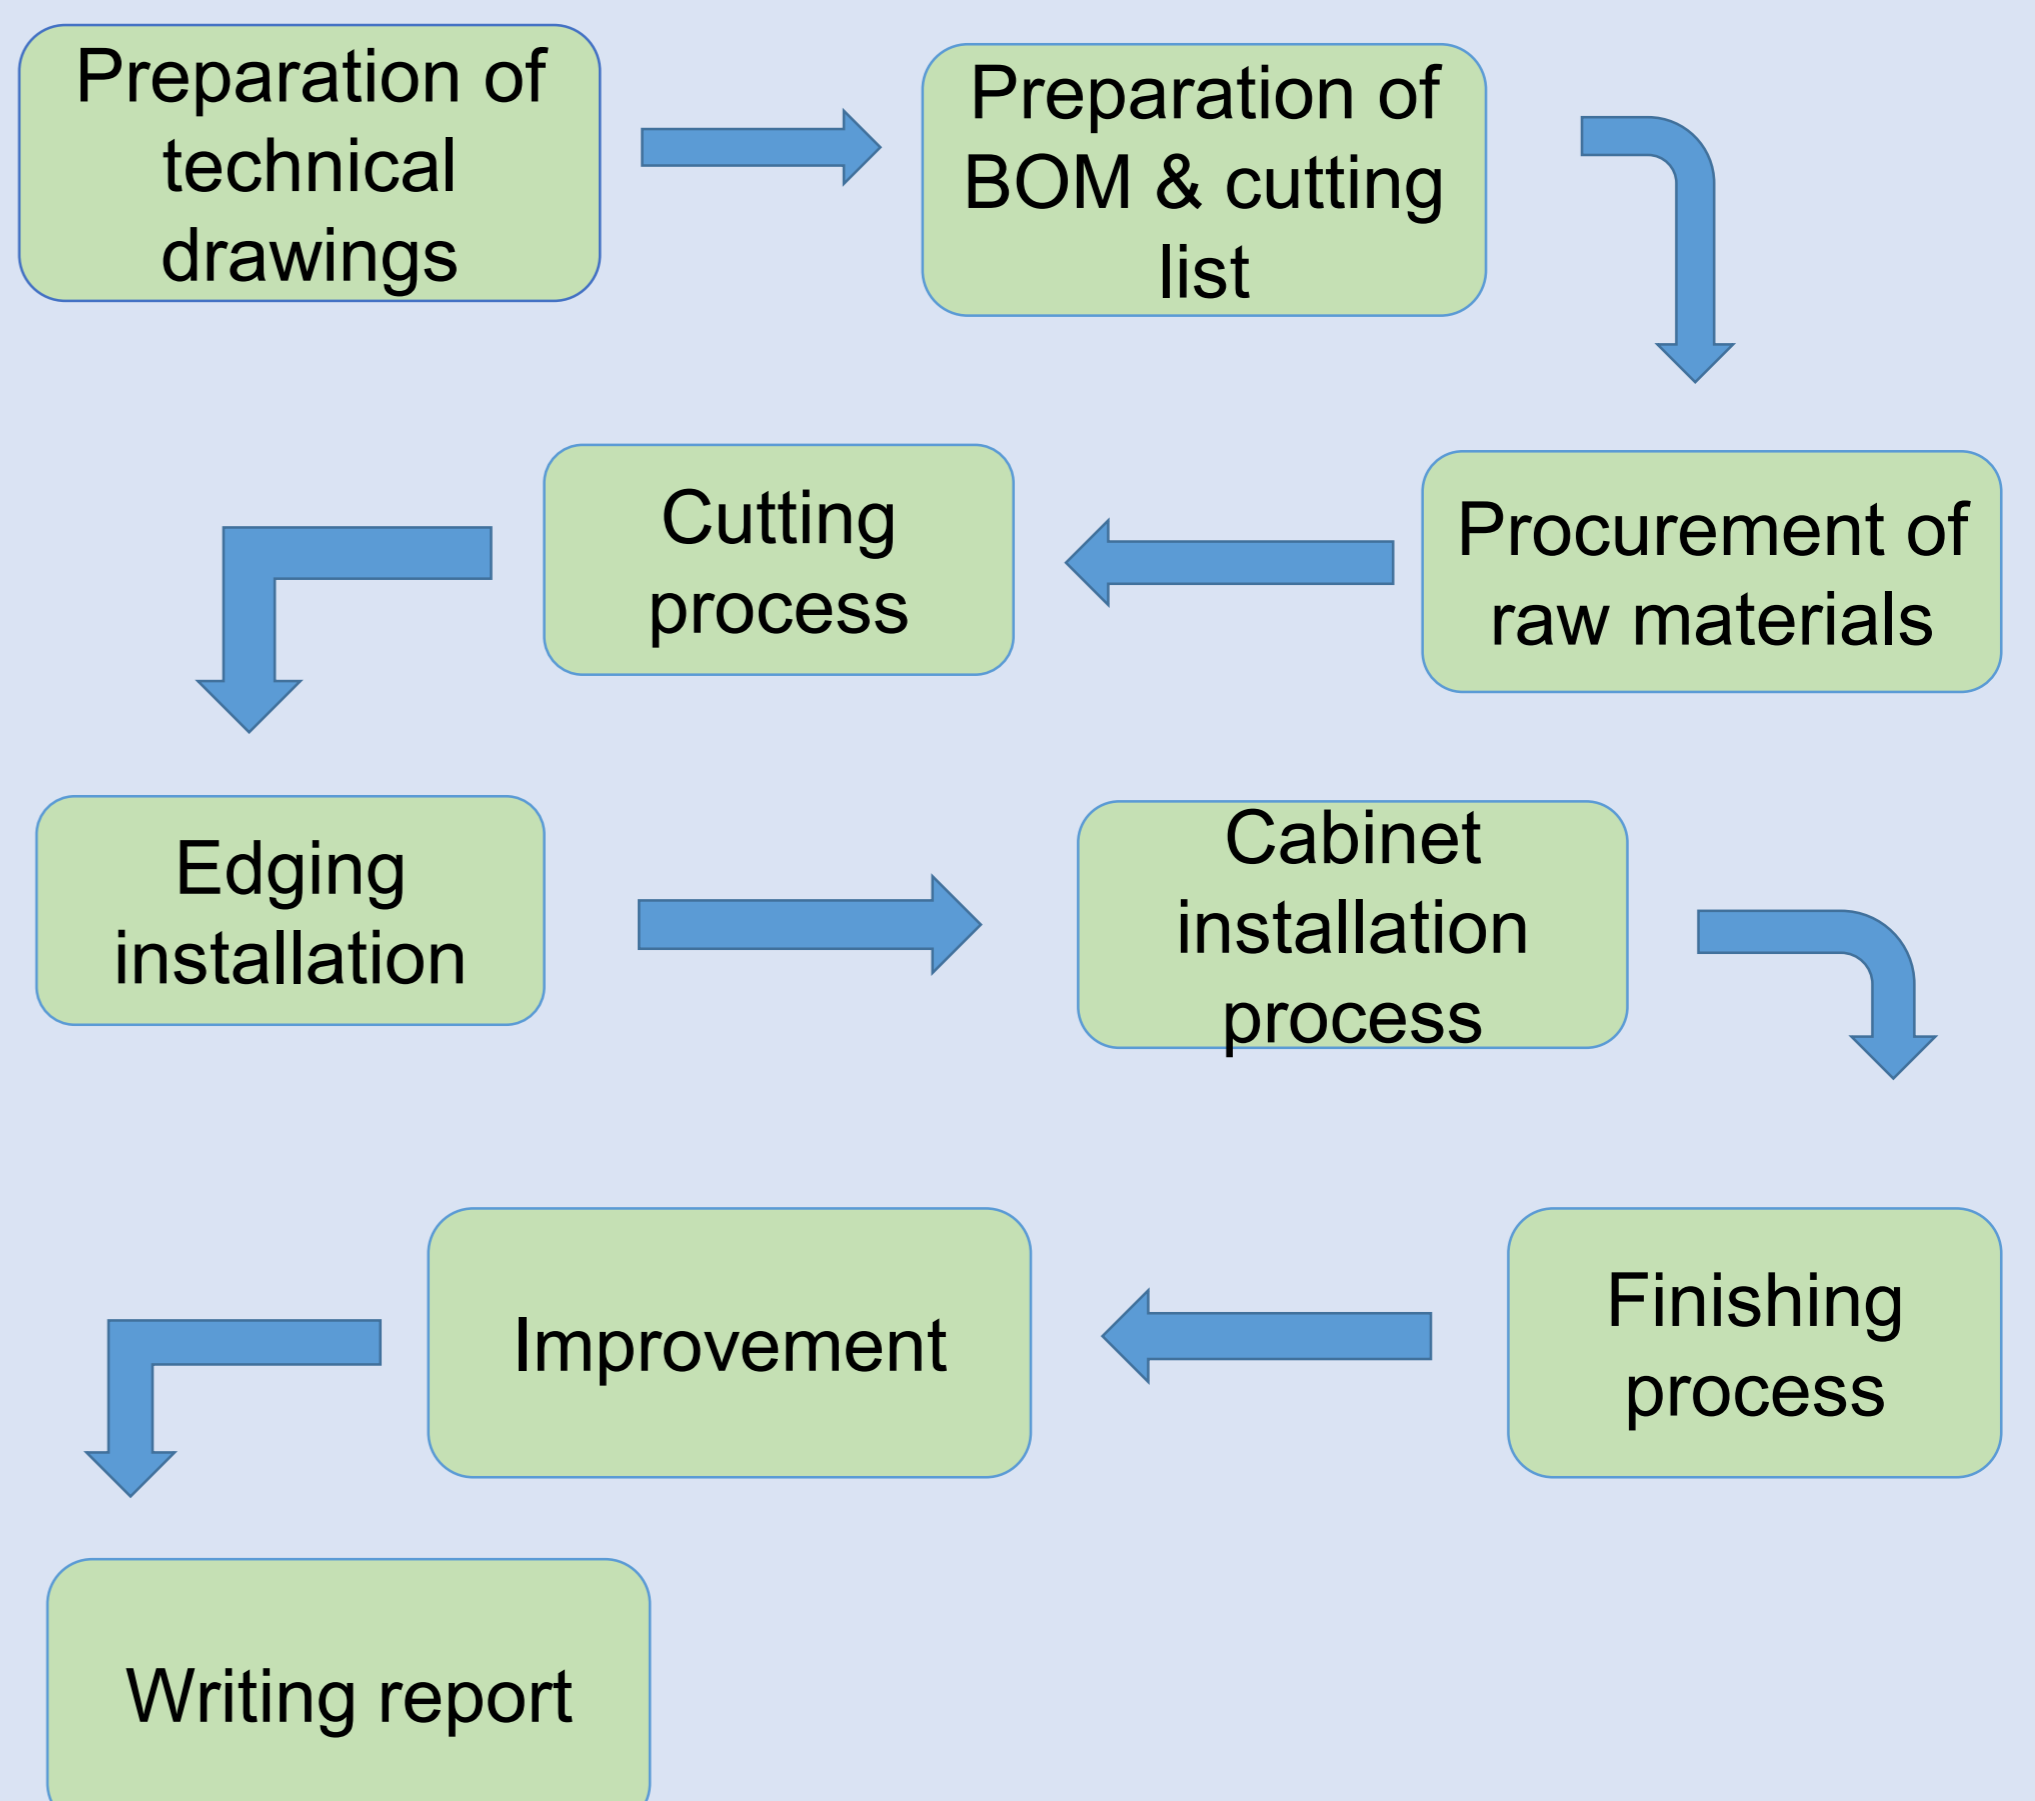 Preparation of
technical
drawings
Preparation of
BOM & cutting
list
Procurement of
raw materials
Cutting
process
Edging
installation
Cabinet
installation
process
Finishing
process
Improvement
Writing report